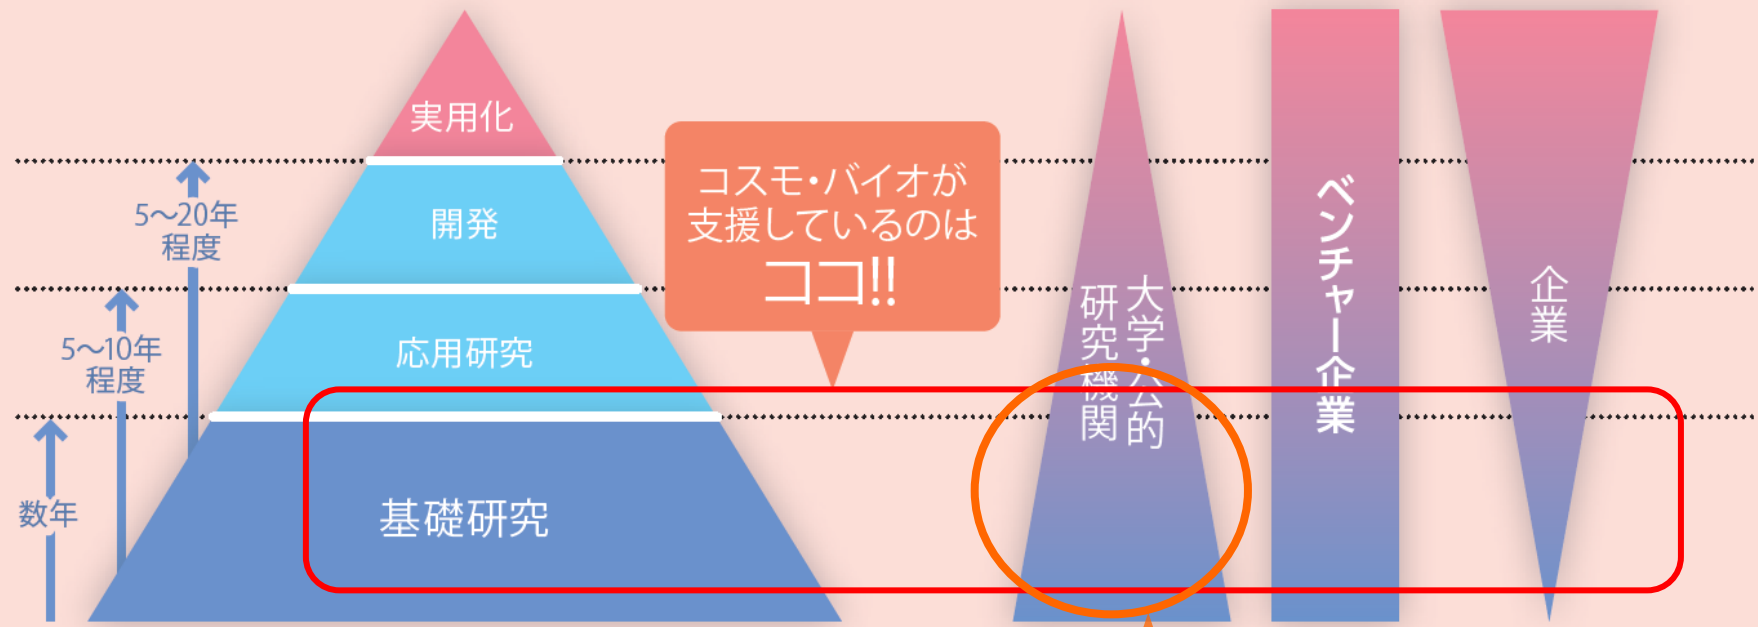 実用化
開発
応用研究
基礎研究
5〜20年
程度
5〜10年
程度
数年
コスモ・バイオが
支援しているのは
ココ!!
大学・公的
研究機関
ベンチャー企業
企業